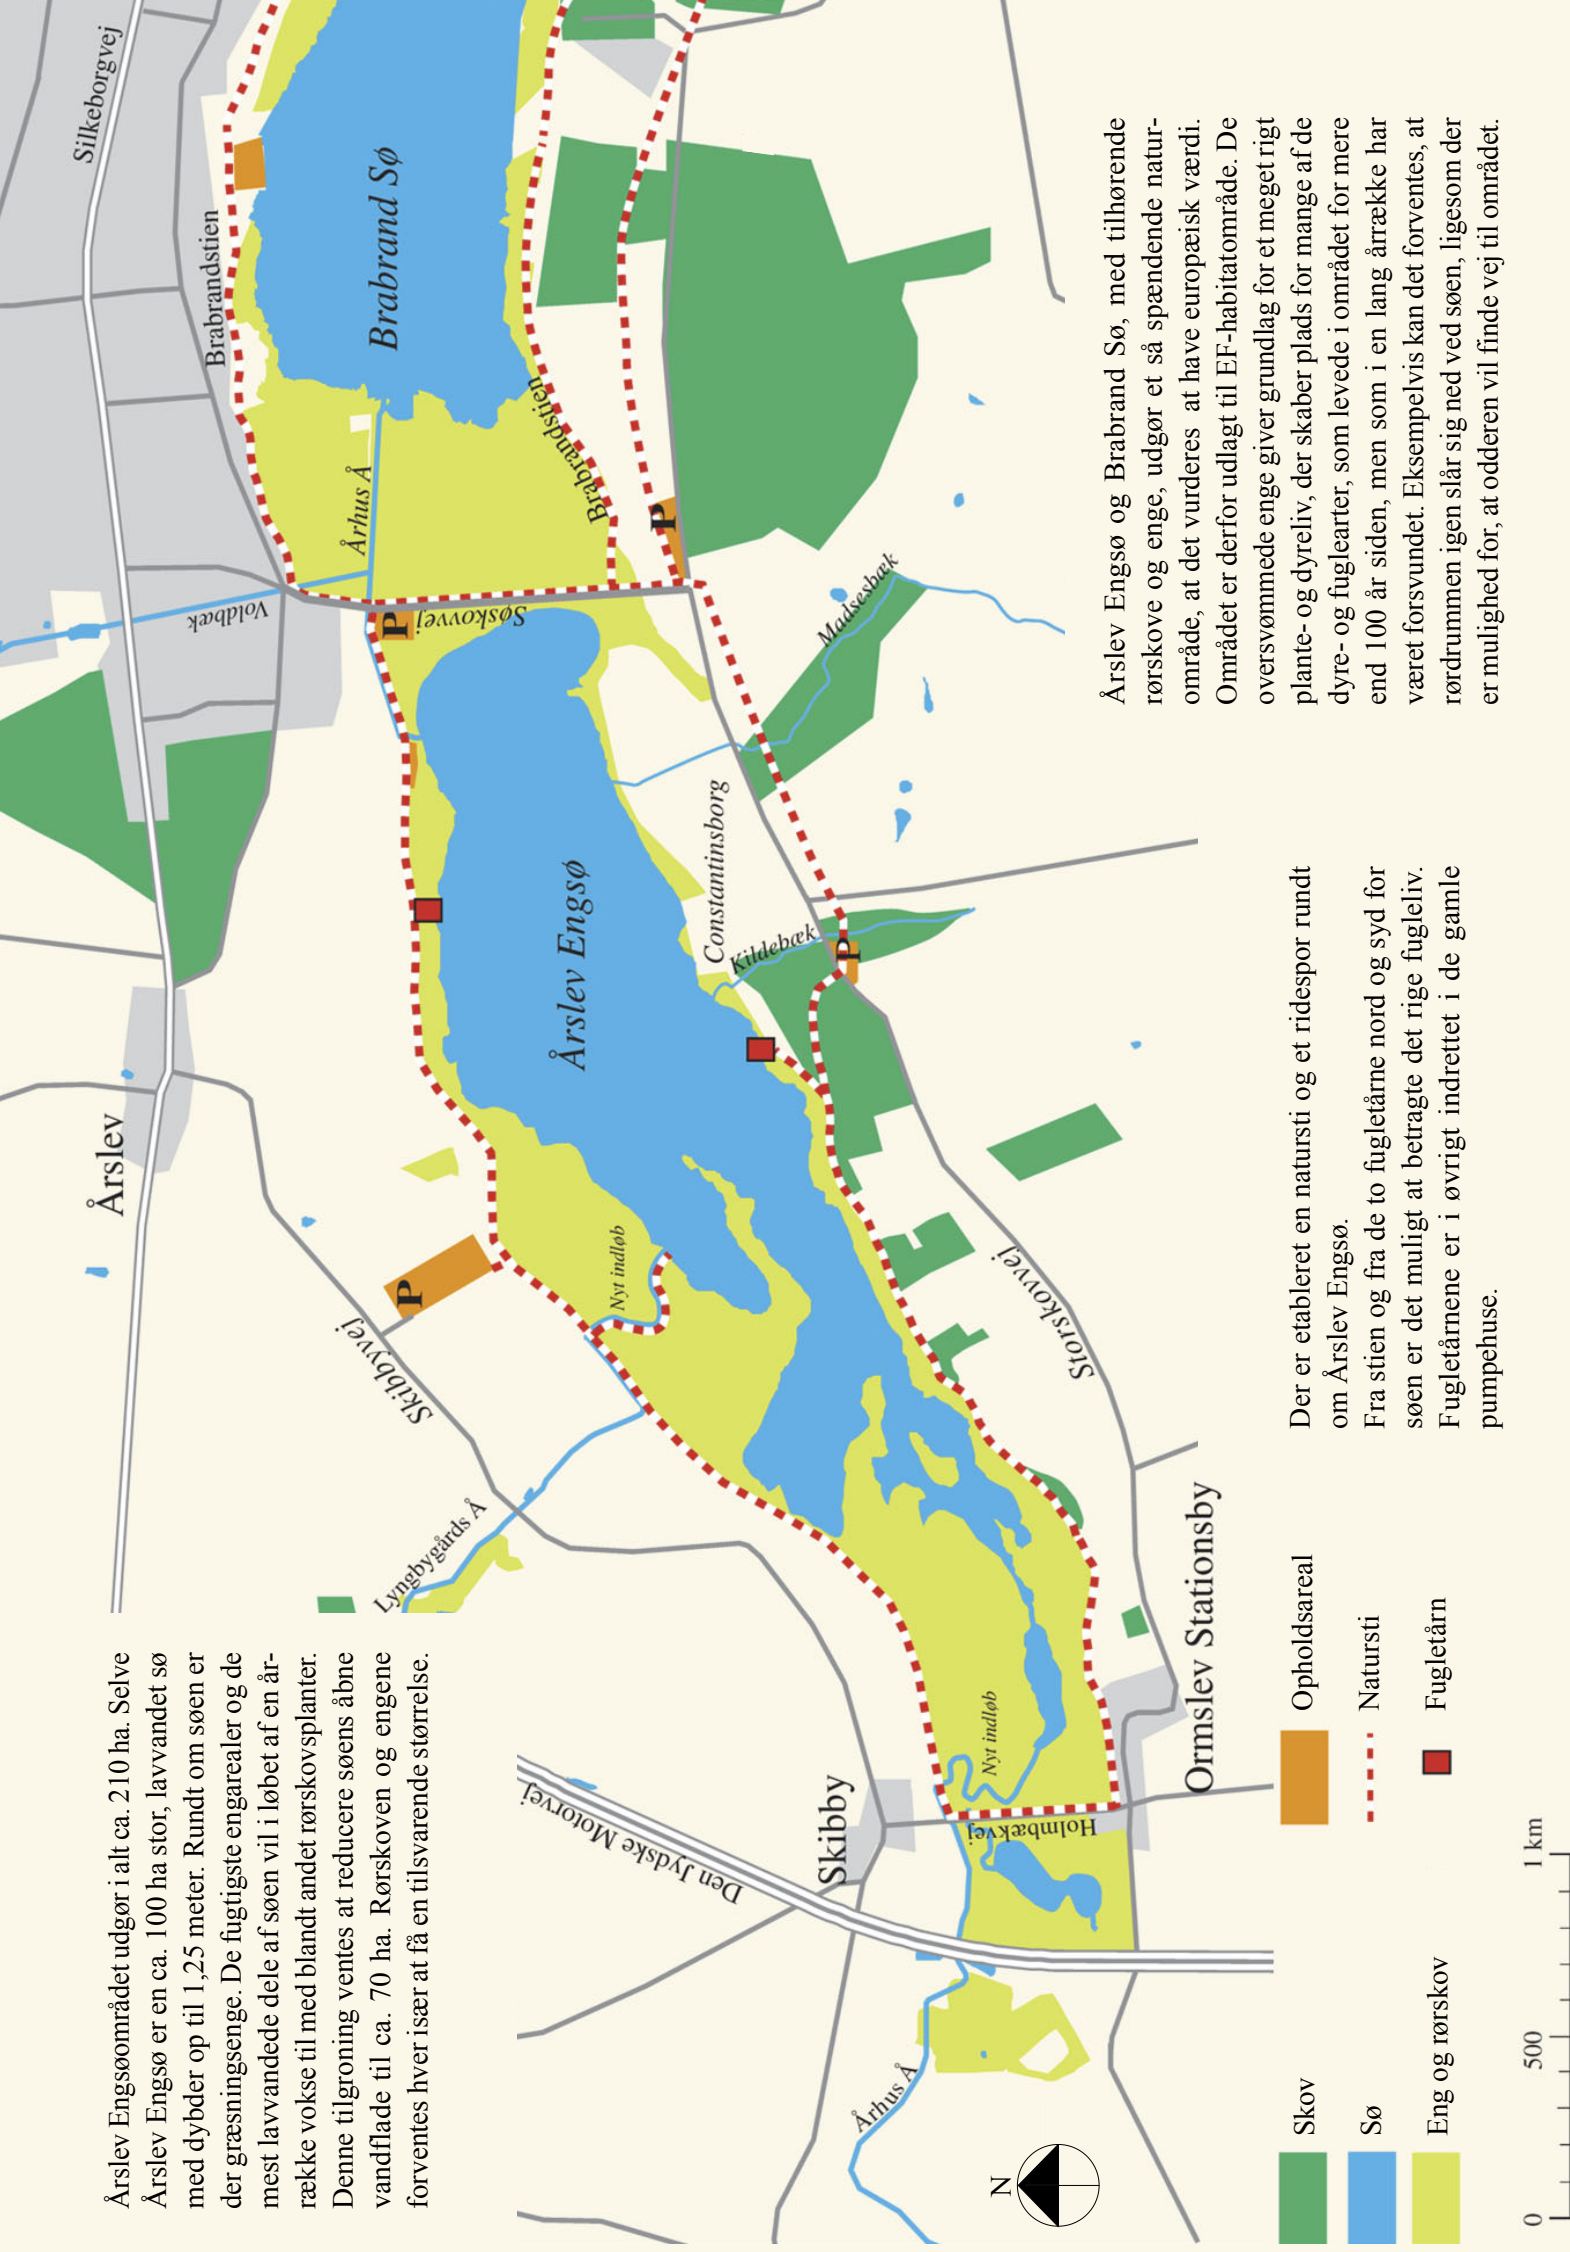 Årslev Engsøområdet udgør i alt ca. 210 ha. Selve
Årslev Engsø er en ca. 100 ha stor, lavvandet sø
med dybder op til 1,25 meter. Rundt om søen er
der græsningsenge. De fugtigste engarealer og de
mest lavvandede dele af søen vil i løbet af en år-
række vokse til med blandt andet rørskovsplanter.
Denne tilgroning ventes at reducere søens åbne
vandflade til ca. 70 ha. Rørskoven og engene
forventes hver især at få en tilsvarende størrelse.
Årslev
Silkeborgvej
Brabrandstien
Voldbæk
Århus Å
Brabrand Sø
Brabrandstien
P
P
Søskovvej
Madsesbæk
Årslev Engsø
Constantinsborg
Kildebæk
P
P
Skibbyvej
Nyt indløb
Storskovvej
Lyngbygårds Å
Den Jydske Motorvej
Skibby
Nyt indløb
Holmbækvej
Ormslev Stationsby
Århus Å
N
Skov
Sø
Eng og rørskov
Opholdsareal
Natursti
Fugletårn
0
500
1 km
Der er etableret en natursti og et ridespor rundt
om Årslev Engsø.
Fra stien og fra de to fugletårne nord og syd for
søen er det muligt at betragte det rige fugleliv.
Fugletårnene er i øvrigt indrettet i de gamle
pumpehuse.
Årslev Engsø og Brabrand Sø, med tilhørende
rørskove og enge, udgør et så spændende natur-
område, at det vurderes at have europæisk værdi.
Området er derfor udlagt til EF-habitatområde. De
oversvømmede enge giver grundlag for et meget rigt
plante- og dyreliv, der skaber plads for mange af de
dyre- og fuglearter, som levede i området for mere
end 100 år siden, men som i en lang årrække har
været forsvundet. Eksempelvis kan det forventes, at
rørdrummen igen slår sig ned ved søen, ligesom der
er mulighed for, at odderen vil finde vej til området.